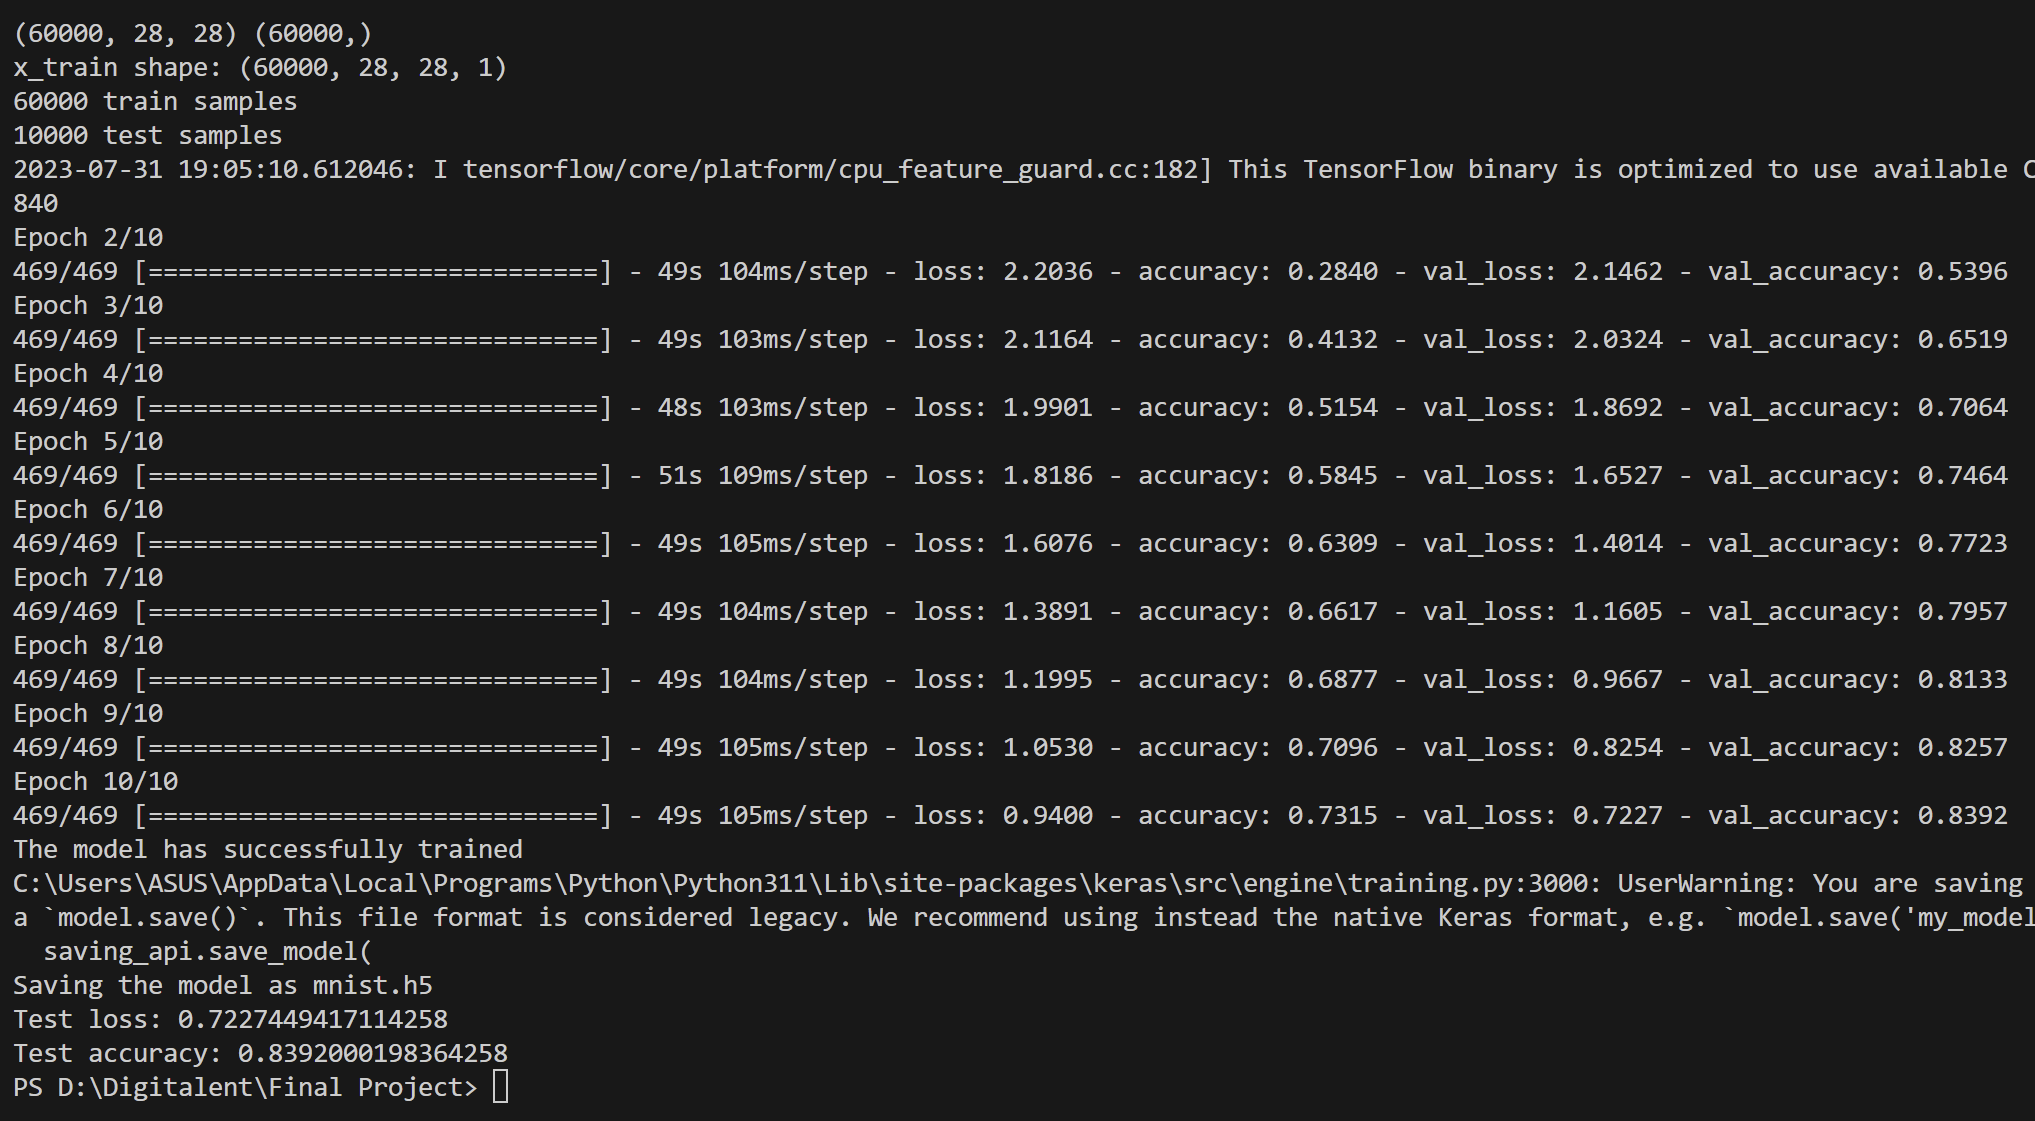 (60000, 28, 28) (60000,)
x_train shape: (60000, 28, 28, 1)
60000 train samples
10000 test samples
2023-07-31 19:05:10.612046: I tensorflow/core/platform/cpu_feature_guard.cc:182] This TensorFlow binary is optimized to use available C
840
Epoch 2/10
469/469 [==============================] - 49s 104ms/step - loss: 2.2036 - accuracy: 0.2840 - val_loss: 2.1462 - val_accuracy: 0.5396
Epoch 3/10
469/469 [==============================] - 49s 103ms/step - loss: 2.1164 - accuracy: 0.4132 - val_loss: 2.0324 - val_accuracy: 0.6519
Epoch 4/10
469/469 [==============================] - 48s 103ms/step - loss: 1.9901 - accuracy: 0.5154 - val_loss: 1.8692 - val_accuracy: 0.7064
Epoch 5/10
469/469 [==============================] - 51s 109ms/step - loss: 1.8186 - accuracy: 0.5845 - val_loss: 1.6527 - val_accuracy: 0.7464
Epoch 6/10
469/469 [==============================] - 49s 105ms/step - loss: 1.6076 - accuracy: 0.6309 - val_loss: 1.4014 - val_accuracy: 0.7723
Epoch 7/10
469/469 [==============================] - 49s 104ms/step - loss: 1.3891 - accuracy: 0.6617 - val_loss: 1.1605 - val_accuracy: 0.7957
Epoch 8/10
469/469 [==============================] - 49s 104ms/step - loss: 1.1995 - accuracy: 0.6877 - val_loss: 0.9667 - val_accuracy: 0.8133
Epoch 9/10
469/469 [==============================] - 49s 105ms/step - loss: 1.0530 - accuracy: 0.7096 - val_loss: 0.8254 - val_accuracy: 0.8257
Epoch 10/10
469/469 [==============================] - 49s 105ms/step - loss: 0.9400 - accuracy: 0.7315 - val_loss: 0.7227 - val_accuracy: 0.8392
The model has successfully trained
C:\Users\ASUS\AppData\Local\Programs\Python\Python311\Lib\site-packages\keras\src\engine\training.py:3000: UserWarning: You are saving
a `model.save()`. This file format is considered legacy. We recommend using instead the native Keras format, e.g. `model.save('my_model
  saving_api.save_model(
Saving the model as mnist.h5
Test loss: 0.7227449417114258
Test accuracy: 0.8392000198364258
PS D:\Digitalent\Final Project>